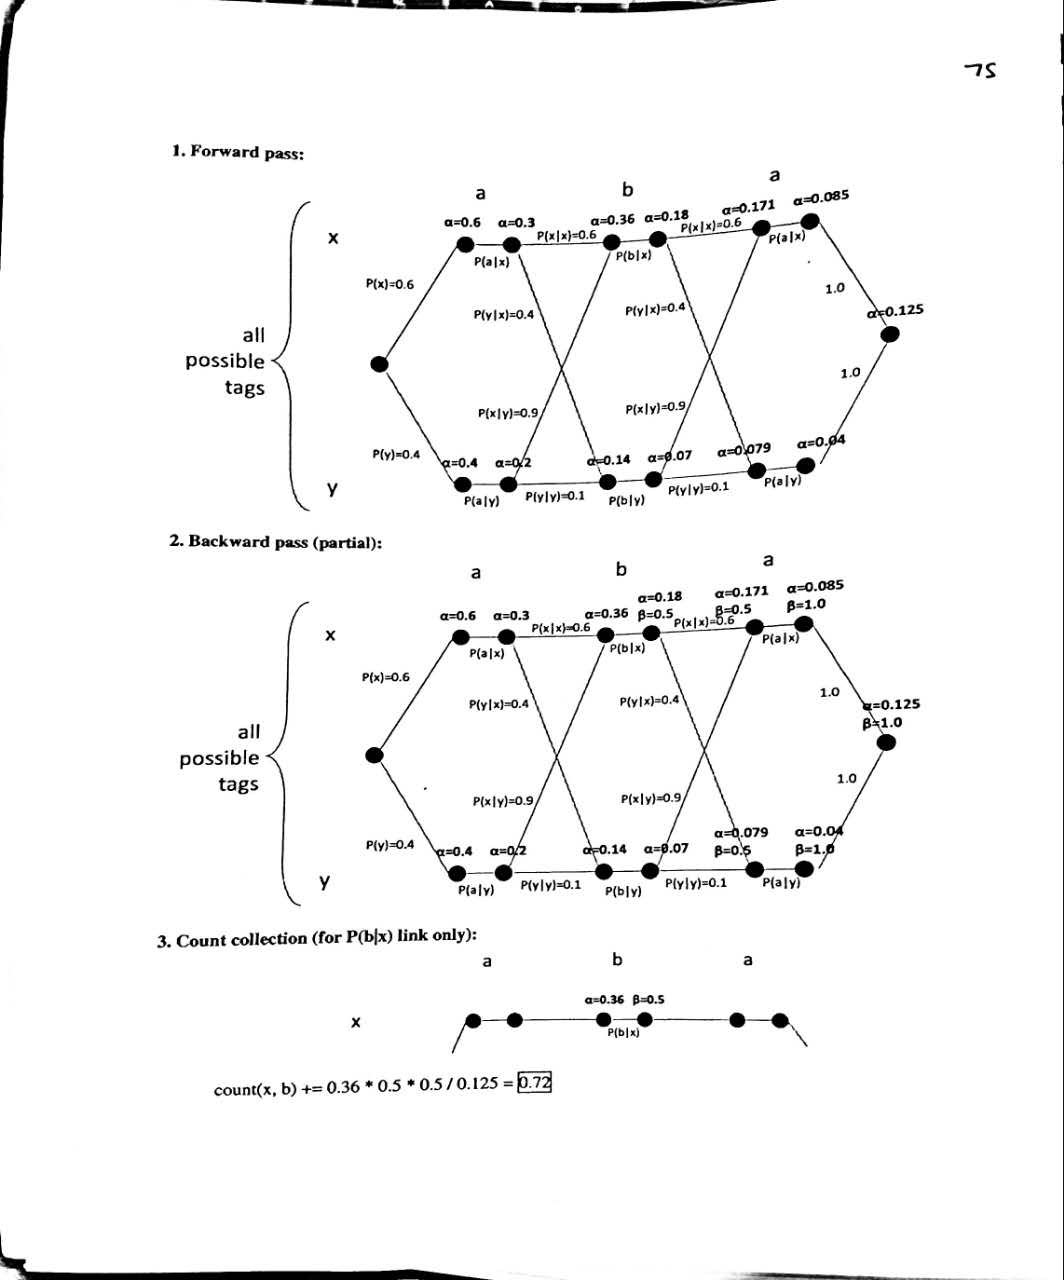 75
1. Forward pass:
a b a
α=0.6 α=0.3 α=0.36 α=0.18 α=0.171 α=0.085
x P(x|x)=0.6 P(x|x)=0.6
P(a|x) P(b|x) P(a|x)
P(x)=0.6 P(y|x)=0.4 P(y|x)=0.4 1.0
α=0.125
all
possible
tags
1.0
P(x|y)=0.9 P(x|y)=0.9
P(y)=0.4 α=0.4 α=0.2 α=0.14 α=0.07 α=0.079 α=0.04
y P(a|y) P(y|y)=0.1 P(b|y) P(y|y)=0.1 P(a|y)
2. Backward pass (partial):
a b a
α=0.18 α=0.171 α=0.085
α=0.6 α=0.3 α=0.36 β=0.5 β=0.5 β=1.0
x P(x|x)=0.6 P(x|x)=0.6
P(a|x) P(b|x) P(a|x)
P(x)=0.6 P(y|x)=0.4 P(y|x)=0.4 1.0
α=0.125
β=1.0
all
possible
tags
1.0
P(x|y)=0.9 P(x|y)=0.9
α=0.079 α=0.04
P(y)=0.4 α=0.4 α=0.2 α=0.14 α=0.07 β=0.5 β=1.0
y P(a|y) P(y|y)=0.1 P(b|y) P(y|y)=0.1 P(a|y)
3. Count collection (for P(b|x) link only):
a b a
α=0.36 β=0.5
x P(b|x)
count(x, b) += 0.36 * 0.5 * 0.5 / 0.125 = 0.72